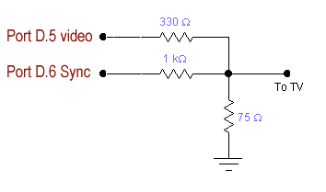 330 Ω
Port D.5 video
1 kΩ
Port D.6 Sync
To TV
75 Ω